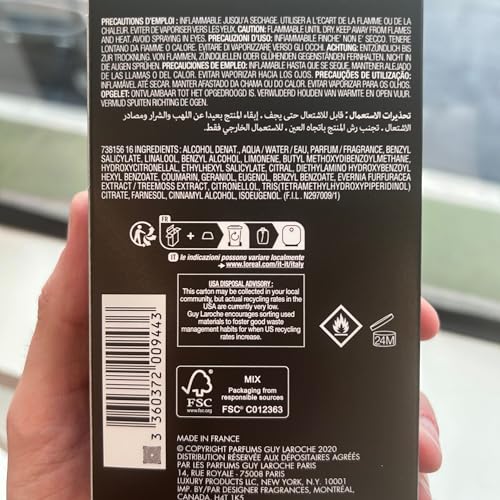 PRECAUTIONS D'EMPLOI : INFLAMMABLE JUSQU'A SECHAGE. UTILISER A L'ECART DE LA FLAMME OU DE LA
CHALEUR. EVITER DE VAPORISER VERS LES YEUX. CAUTION: FLAMMABLE UNTIL DRY. KEEP AWAY FROM FLAMES
AND HEAT. AVOID SPRAYING IN EYES. PRECAUZIONI D'USO: INFIAMMABILE FINCHE' NON E' SECCO. TENERE
LONTANO DA FIAMME O CALORE. EVITARE DI VAPORIZZARE VERSO GLI OCCHI. ACHTUNG: ENTZÜNDLICH BIS
ZUR TROCKNUNG. VON FLAMMEN, ZÜNDQUELLEN ODER GLÜHENDEN GEGENSTÄNDEN FERNHALTEN. NICHT IN
DIE AUGEN SPRÜHEN. PRECAUCIONES DE EMPLEO: INFLAMABLE HASTA QUE SE SEQUE, MANTENER ALEJADO
DE LAS LLAMAS O DEL CALOR. EVITAR VAPORIZAR HACIA LOS OJOS. PRECAUÇÕES DE UTILIZAÇÃO:
INFLAMÁVEL ATÉ SECAR. MANTER AFASTADO DA CHAMA OU DO CALOR. EVITAR VAPORIZAR PARA OS OLHOS.
OPGELET: ONTVLAMBAAR TOT HET OPGEDROOGD IS. VERWIJDERD HOUDEN VAN WARMTE EN OPEN VUUR.
VERMIJD SPUITEN RICHTING DE OGEN.
تحذيرات الاستعمال : قابل للاشتعال حتى يجف . إبقاء المنتج بعيدا عن اللهب والشرار ومصادر
الاشتعال . تجنب رش المنتج باتجاه العين . للاستعمال الخارجي فقط.
738156 16 INGREDIENTS : ALCOHOL DENAT., AQUA / WATER / EAU, PARFUM / FRAGRANCE, BENZYL
SALICYLATE, LINALOOL, BENZYL ALCOHOL, LIMONENE, BUTYL METHOXYDIBENZOYLMETHANE,
HYDROXYCITRONELLAL, ETHYLHEXYL SALICYLATE, CITRAL, DIETHYLAMINO HYDROXYBENZOYL
HEXYL BENZOATE, COUMARIN, GERANIOL, EUGENOL, BENZYL BENZOATE, EVERNIA FURFURACEA
EXTRACT / TREEMOSS EXTRACT, CITRONELLOL, TRIS(TETRAMETHYLHYDROXYPIPERIDINOL)
CITRATE, FARNESOL, CINNAMYL ALCOHOL, ISOEUGENOL (F.I.L. N297009/1)
FR
IT le indicazioni possono variare localmente
www.loreal.com/it-it/italy
USA DISPOSAL ADVISORY :
This carton may be collected in your local
community, but actual recycling rates in the
USA are currently very low.
Guy Laroche encourages sorting used
materials to foster good waste
management habits for when US recycling
rates increase.
24M
3 360372 009443
FSC
www.fsc.org
MIX
Packaging from
responsible sources
FSC® C012363
MADE IN FRANCE
© COPYRIGHT PARFUMS GUY LAROCHE 2020
DISTRIBUTION RÉSERVÉE AUX DÉPOSITAIRES AGRÉÉS
PAR LES PARFUMS GUY LAROCHE PARIS
14, RUE ROYALE - 75008 PARIS
LUXURY PRODUCTS LLC, NEW YORK, N.Y. 10001
IMP. BY/PAR DESIGNER FRAGRANCES, MONTRÉAL,
CANADA, H4T 1K5